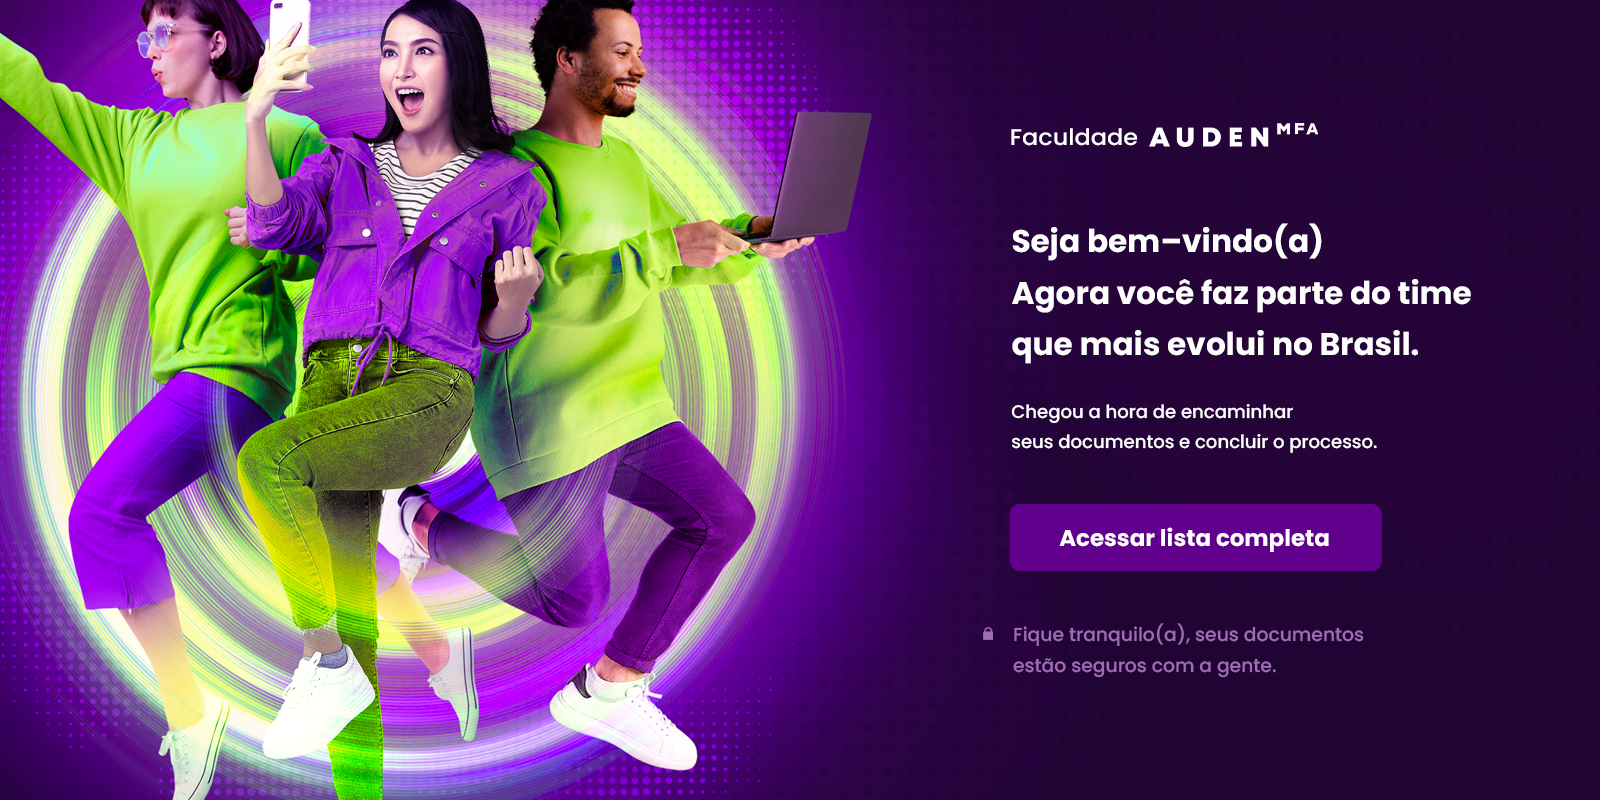 Faculdade AUDEN MFA
Seja bem-vindo(a)
Agora você faz parte do time
que mais evolui no Brasil.
Chegou a hora de encaminhar
seus documentos e concluir o processo.
Acessar lista completa
Fique tranquilo(a), seus documentos
estão seguros com a gente.